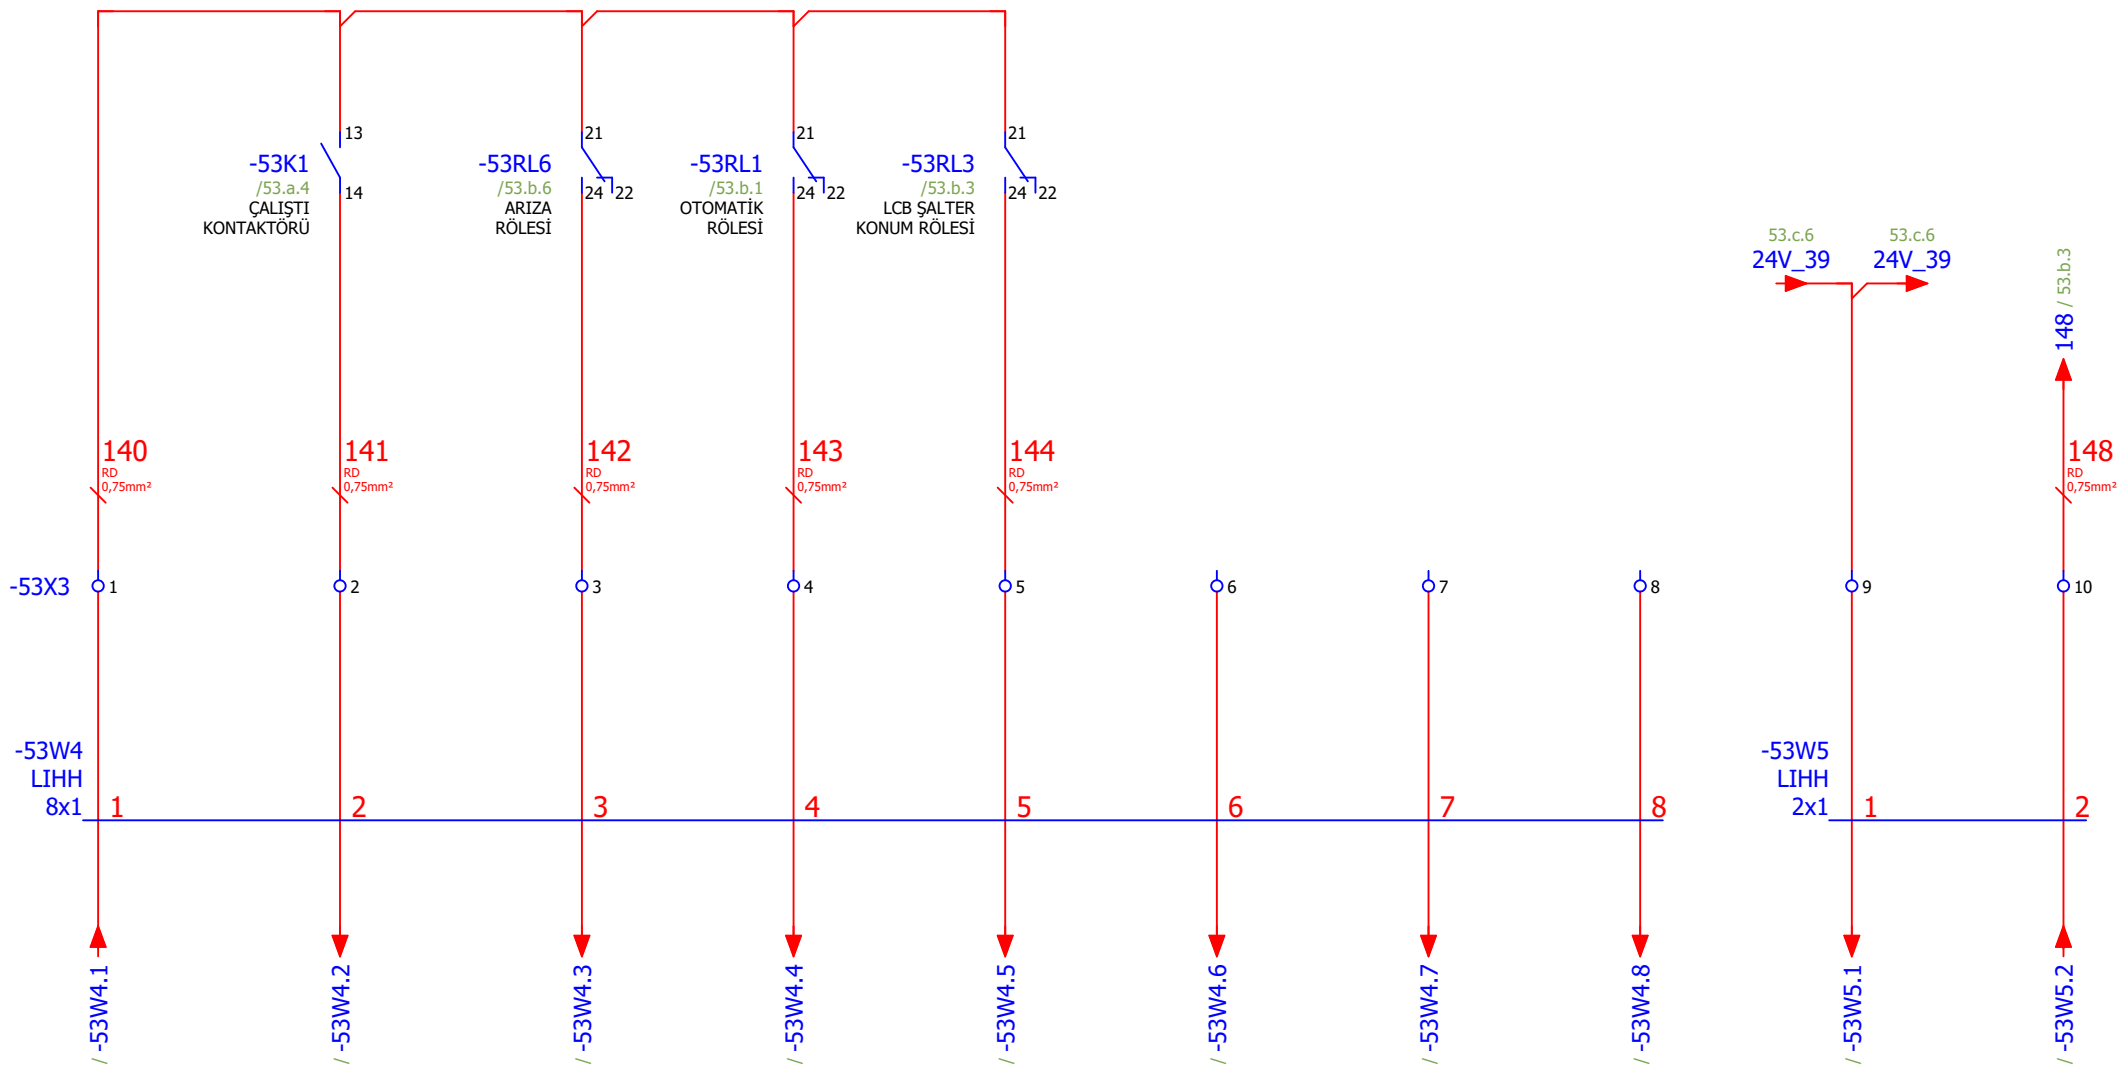 13
21
21
21
-53K1
/53.a.4
ÇALIŞTI
KONTAKTÖRÜ
14
-53RL6
/53.b.6
ARIZA
RÖLESİ
24
22
-53RL1
/53.b.1
OTOMATİK
RÖLESİ
24
22
-53RL3
/53.b.3
LCB ŞALTER
KONUM RÖLESİ
24
22
53.c.6
24V_39
53.c.6
24V_39
148 / 53.b.3
140
RD
0,75mm²
141
RD
0,75mm²
142
RD
0,75mm²
143
RD
0,75mm²
144
RD
0,75mm²
148
RD
0,75mm²
-53X3
1
2
3
4
5
6
7
8
9
10
-53W4
LIHH
8x1
1
2
3
4
5
6
7
8
-53W5
LIHH
2x1
1
2
/ -53W4.1
/ -53W4.2
/ -53W4.3
/ -53W4.4
/ -53W4.5
/ -53W4.6
/ -53W4.7
/ -53W4.8
/ -53W5.1
/ -53W5.2